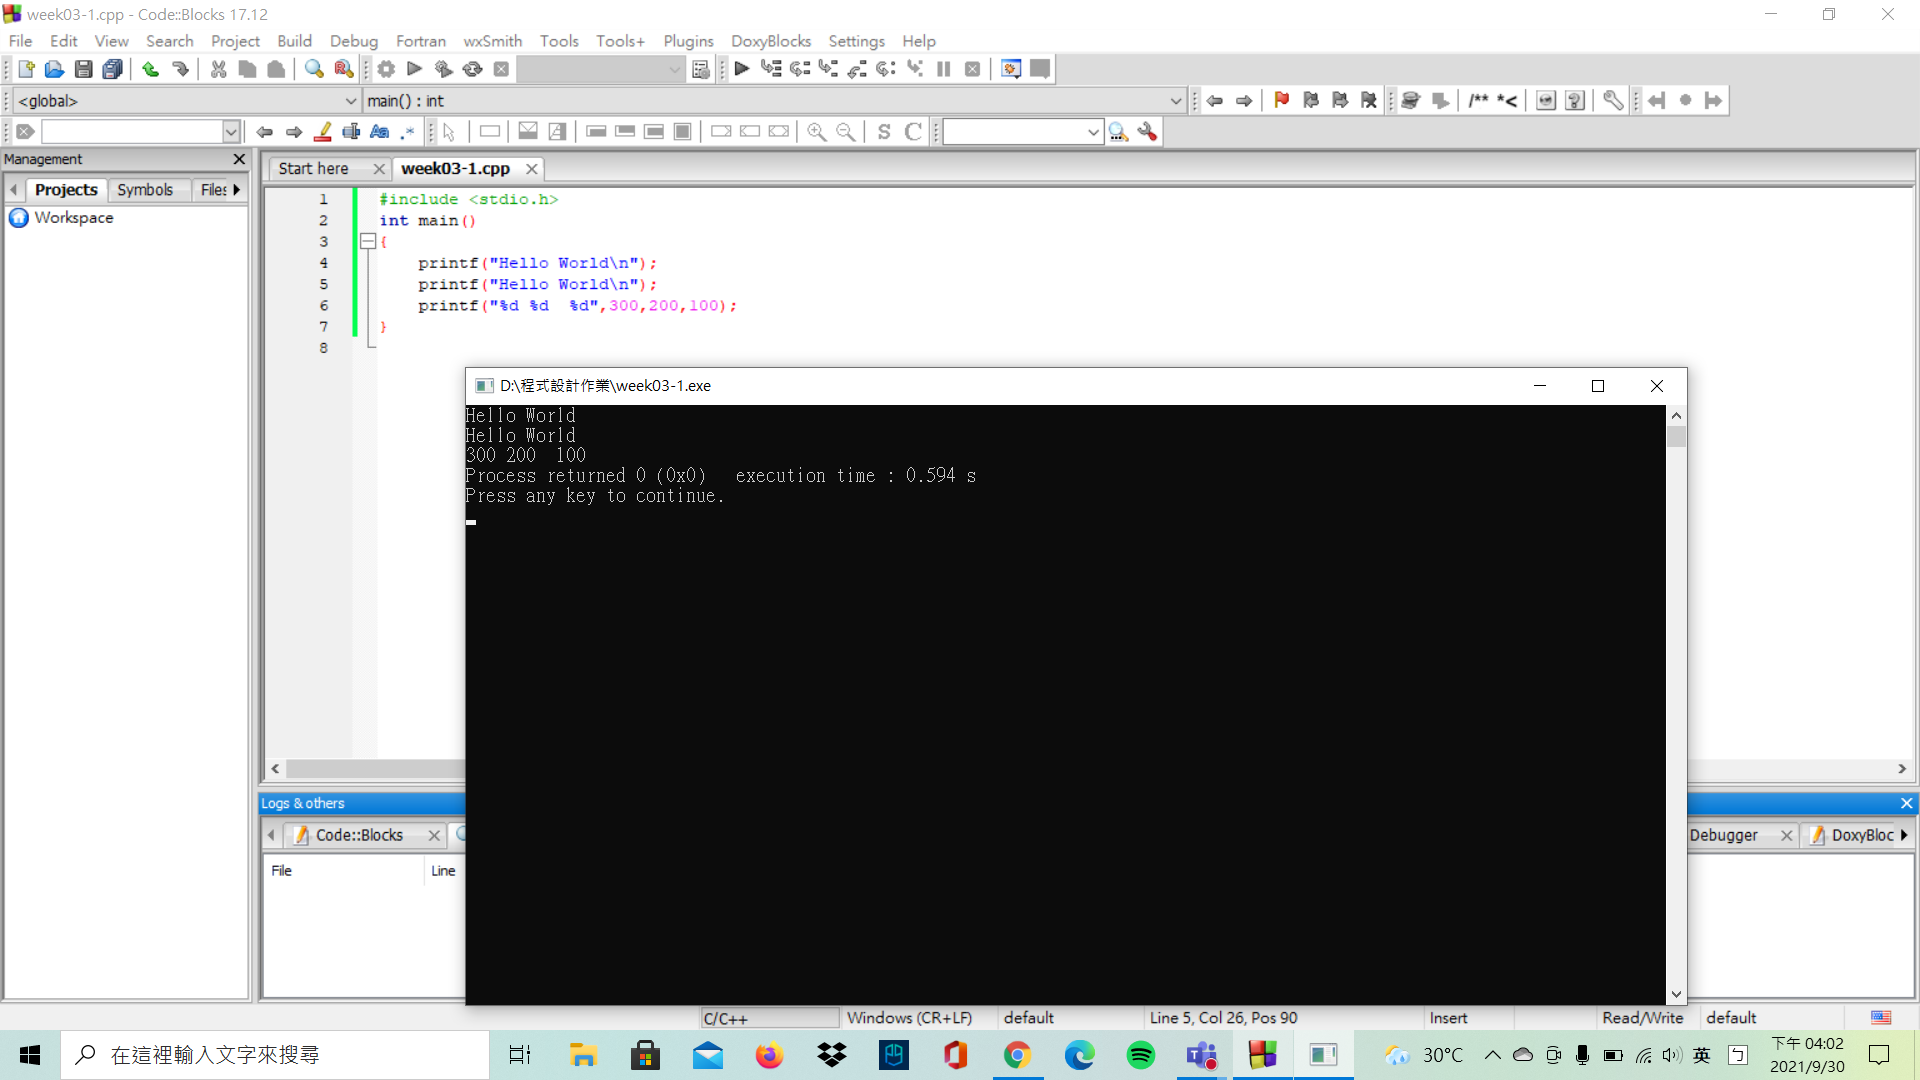 week03-1.cpp - Code::Blocks 17.12
File Edit View Search Project Build Debug Fortran wxSmith Tools Tools+ Plugins DoxyBlocks Settings Help
<global> main() : int
/** *<
Aa .*
S C
Management
Start here week03-1.cpp
Projects Symbols Files
Workspace
1 #include <stdio.h>
2 int main()
3 {
4 printf("Hello World\n");
5 printf("Hello World\n");
6 printf("%d %d  %d",300,200,100);
7 }
8
D:\程式設計作業\week03-1.exe
Hello World
Hello World
300 200  100
Process returned 0 (0x0)   execution time : 0.594 s
Press any key to continue.
Logs & others
Code::Blocks Debugger DoxyBloc
File Line
C/C++ Windows (CR+LF) default Line 5, Col 26, Pos 90 Insert Read/Write default
在這裡輸入文字來搜尋 30°C 英 下午 04:02
2021/9/30